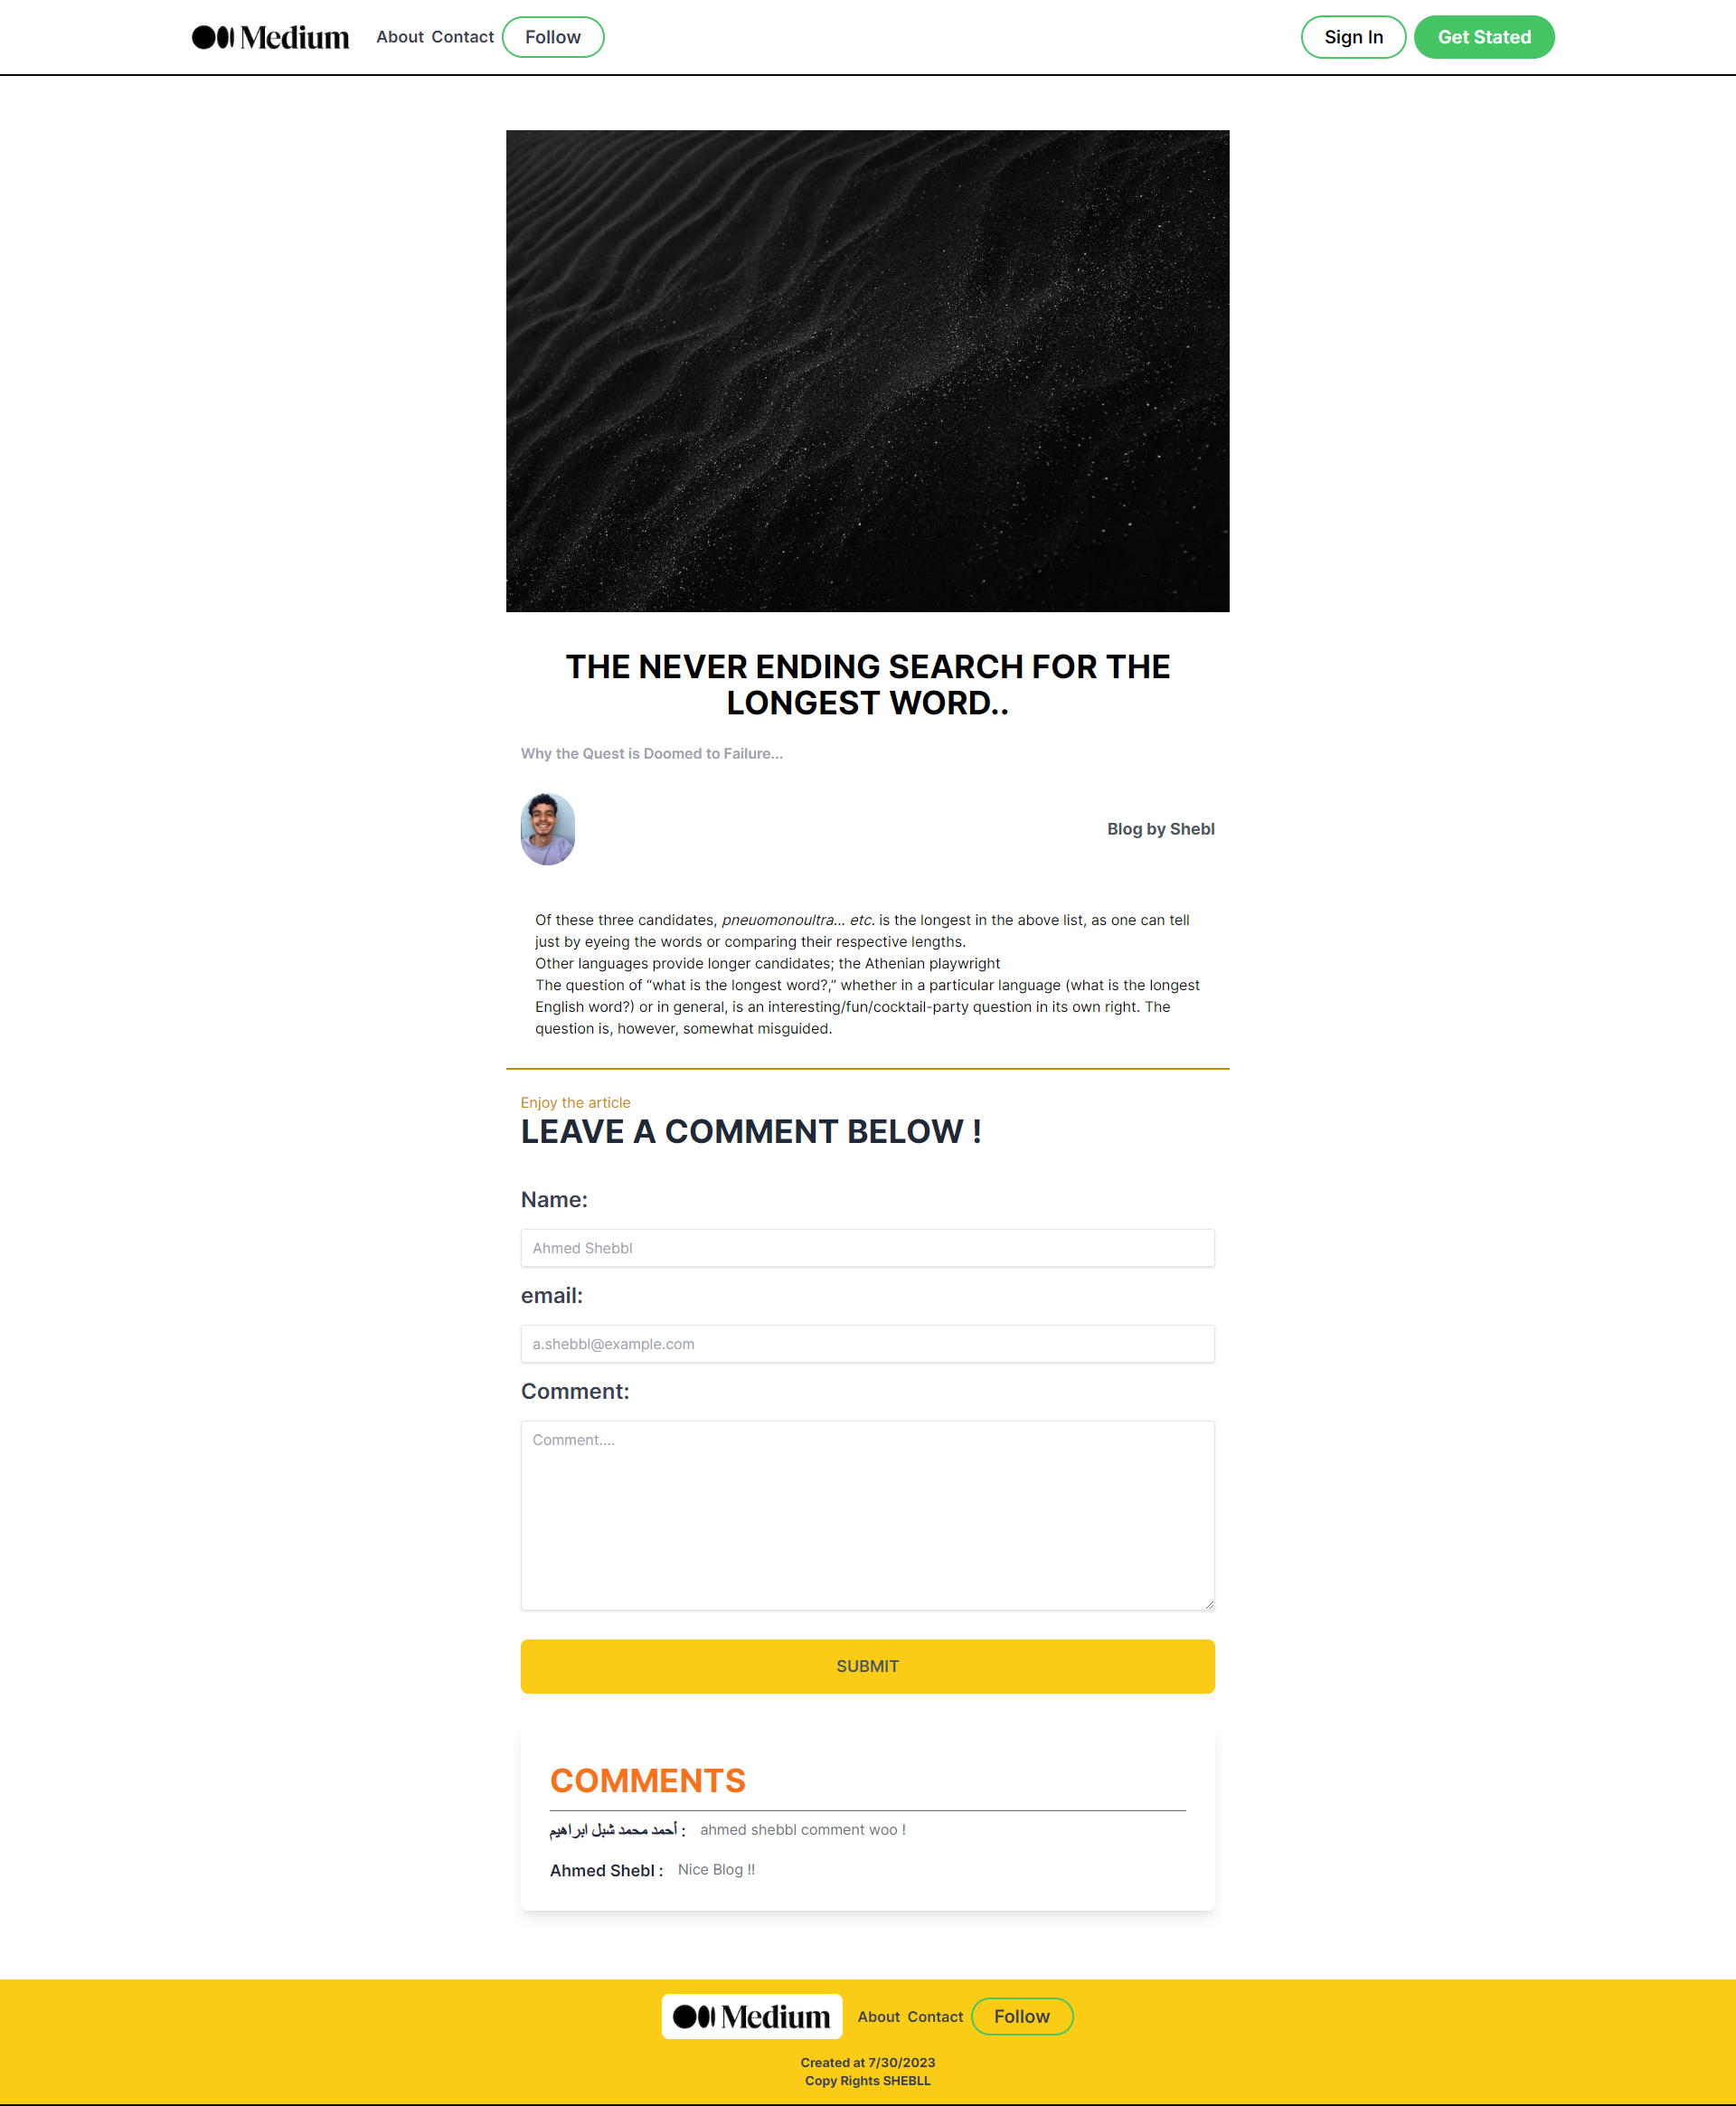 Medium About Contact Follow Sign In Get Stated
THE NEVER ENDING SEARCH FOR THE
LONGEST WORD..
Why the Quest is Doomed to Failure...
Blog by Shebl
Of these three candidates, pneuomonoultra... etc. is the longest in the above list, as one can tell
just by eyeing the words or comparing their respective lengths.
Other languages provide longer candidates; the Athenian playwright
The question of “what is the longest word?,” whether in a particular language (what is the longest
English word?) or in general, is an interesting/fun/cocktail-party question in its own right. The
question is, however, somewhat misguided.
Enjoy the article
LEAVE A COMMENT BELOW !
Name:
Ahmed Shebbl
email:
a.shebbl@example.com
Comment:
Comment....
SUBMIT
COMMENTS
أحمد محمد شبل ابراهيم : ahmed shebbl comment woo !
Ahmed Shebl : Nice Blog !!
Medium About Contact Follow
Created at 7/30/2023
Copy Rights SHEBLL